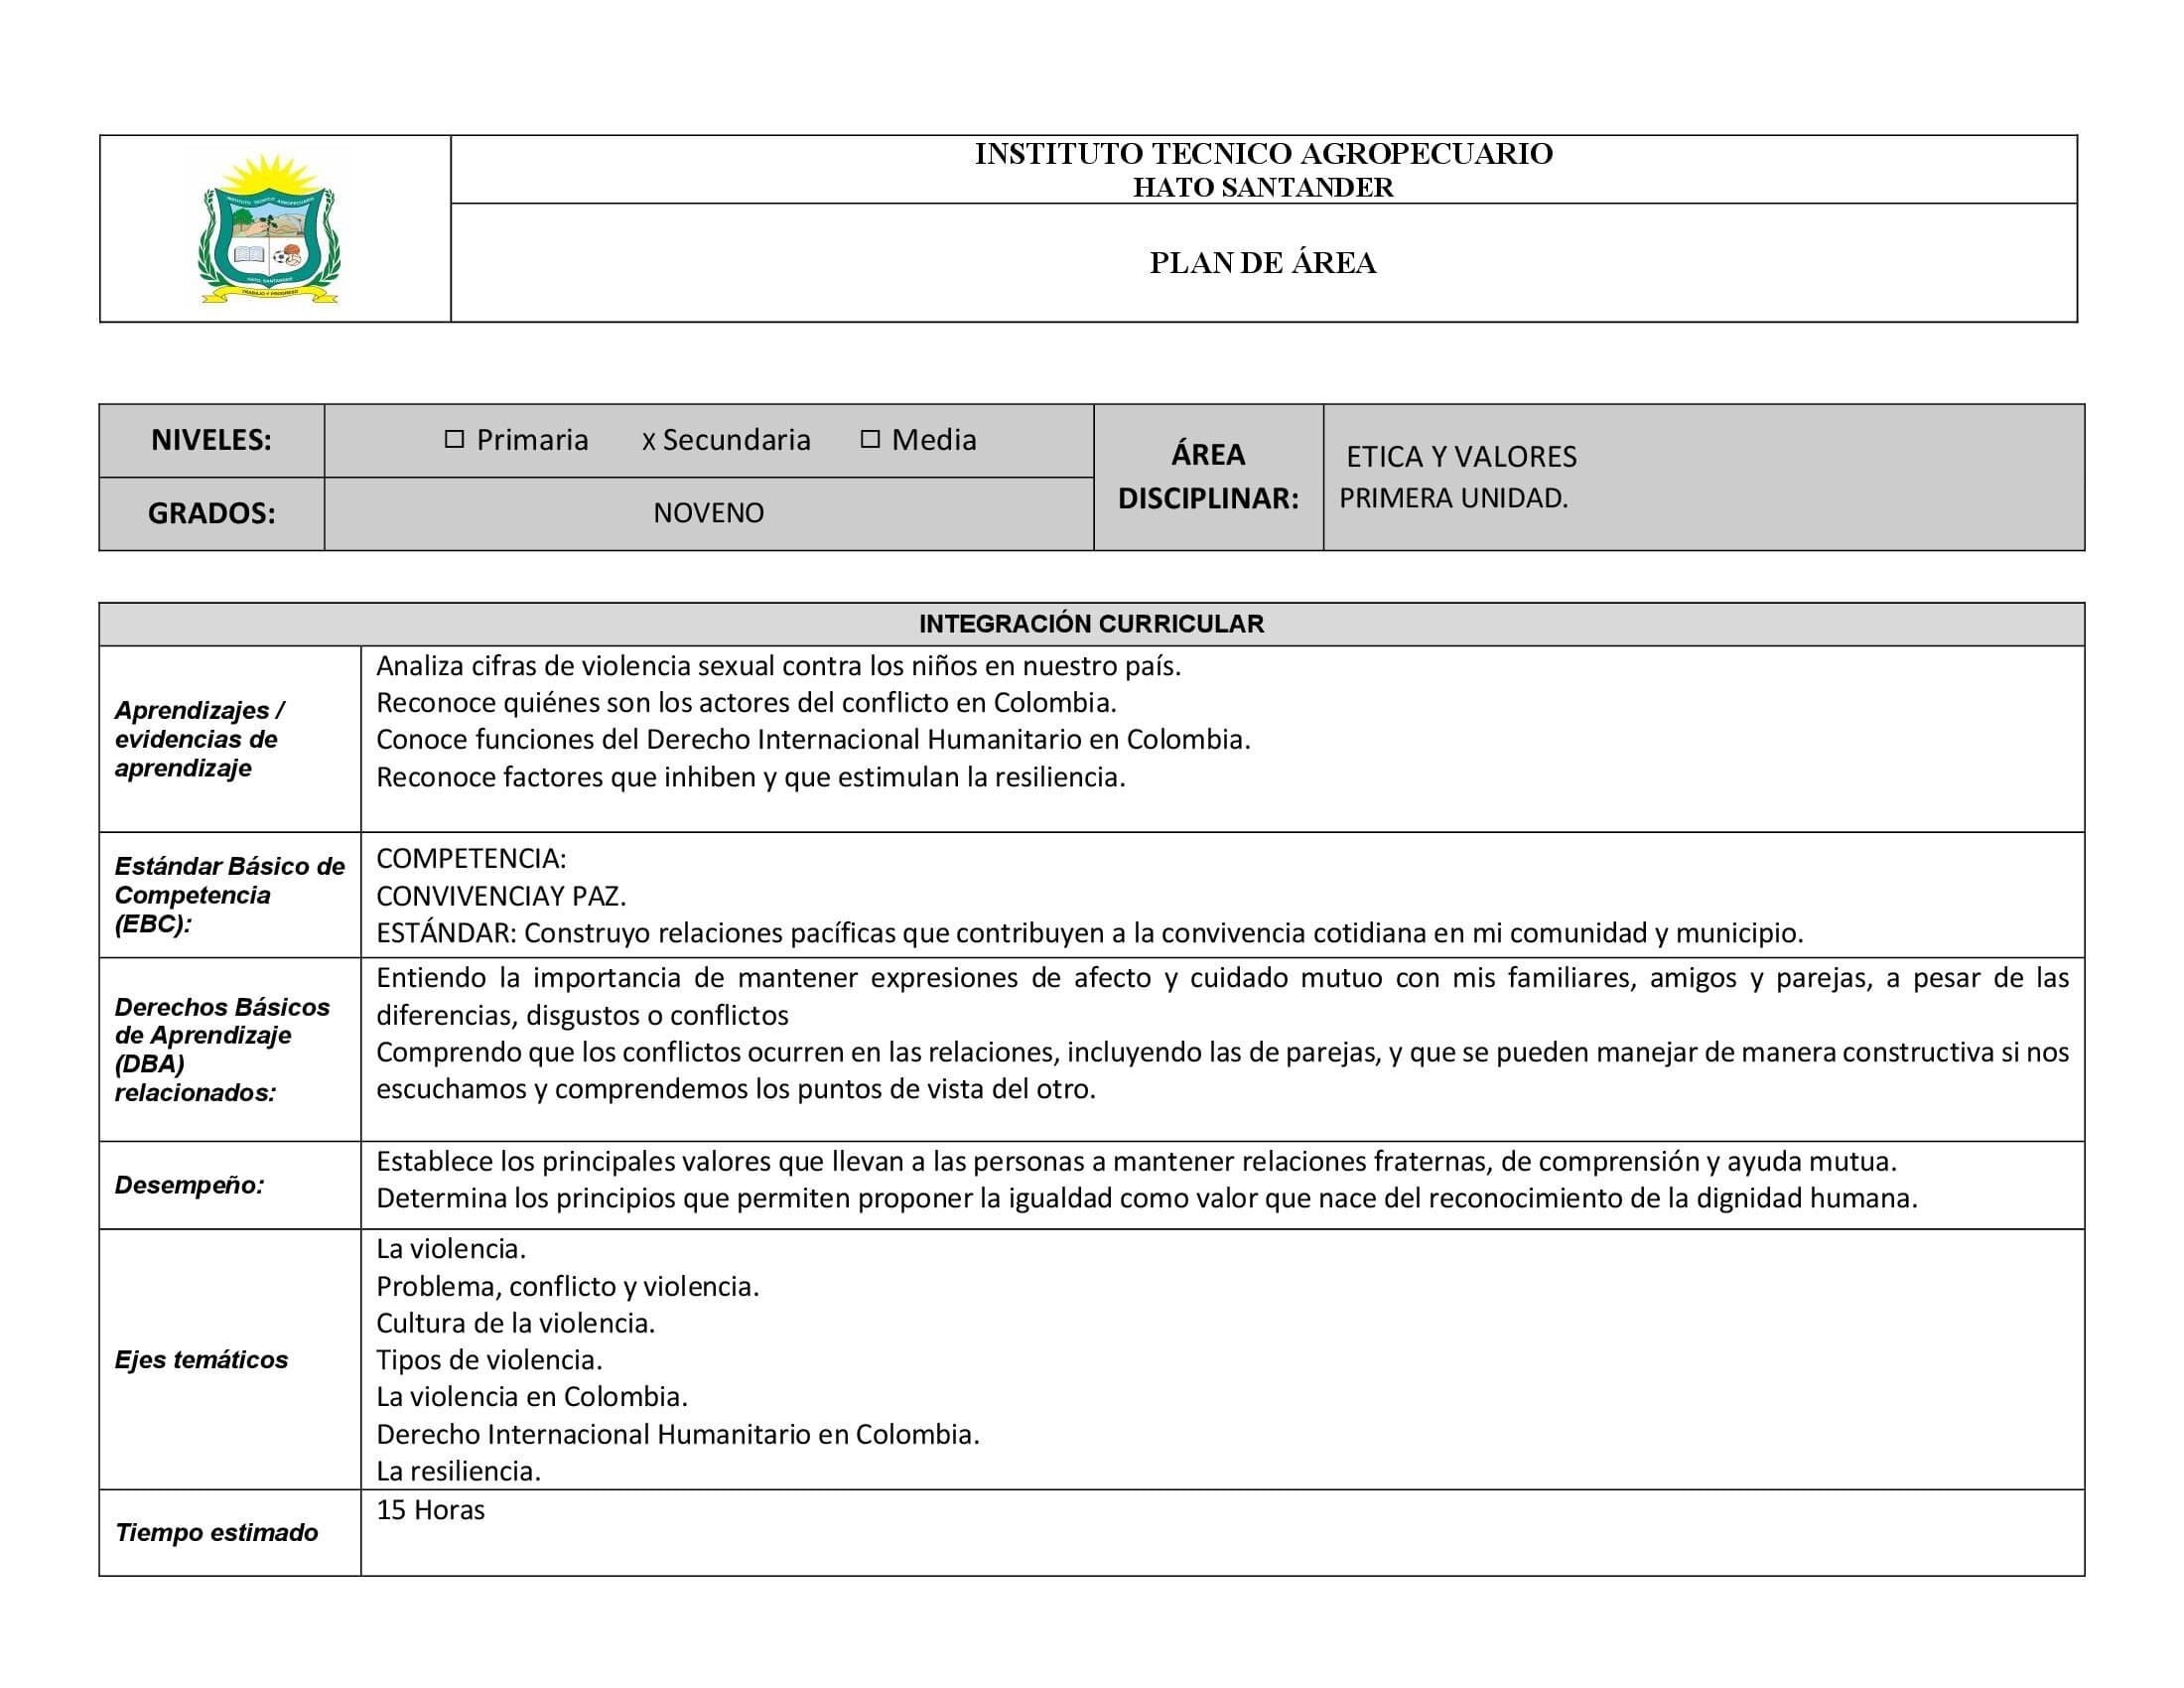 INSTITUTO TECNICO AGROPECUARIO
HATO SANTANDER
PLAN DE ÁREA
INSTITUTO TECNICO AGROPECUARIO
HATO, SANTANDER
TRABAJO Y PROGRESO
NIVELES:
☐ Primaria x Secundaria ☐ Media
GRADOS:
NOVENO
ÁREA
DISCIPLINAR:
ETICA Y VALORES
PRIMERA UNIDAD.
INTEGRACIÓN CURRICULAR
Aprendizajes /
evidencias de
aprendizaje
Analiza cifras de violencia sexual contra los niños en nuestro país.
Reconoce quiénes son los actores del conflicto en Colombia.
Conoce funciones del Derecho Internacional Humanitario en Colombia.
Reconoce factores que inhiben y que estimulan la resiliencia.
Estándar Básico de
Competencia
(EBC):
COMPETENCIA:
CONVIVENCIAY PAZ.
ESTÁNDAR: Construyo relaciones pacíficas que contribuyen a la convivencia cotidiana en mi comunidad y municipio.
Derechos Básicos
de Aprendizaje
(DBA)
relacionados:
Entiendo la importancia de mantener expresiones de afecto y cuidado mutuo con mis familiares, amigos y parejas, a pesar de las
diferencias, disgustos o conflictos
Comprendo que los conflictos ocurren en las relaciones, incluyendo las de parejas, y que se pueden manejar de manera constructiva si nos
escuchamos y comprendemos los puntos de vista del otro.
Desempeño:
Establece los principales valores que llevan a las personas a mantener relaciones fraternas, de comprensión y ayuda mutua.
Determina los principios que permiten proponer la igualdad como valor que nace del reconocimiento de la dignidad humana.
Ejes temáticos
La violencia.
Problema, conflicto y violencia.
Cultura de la violencia.
Tipos de violencia.
La violencia en Colombia.
Derecho Internacional Humanitario en Colombia.
La resiliencia.
Tiempo estimado
15 Horas